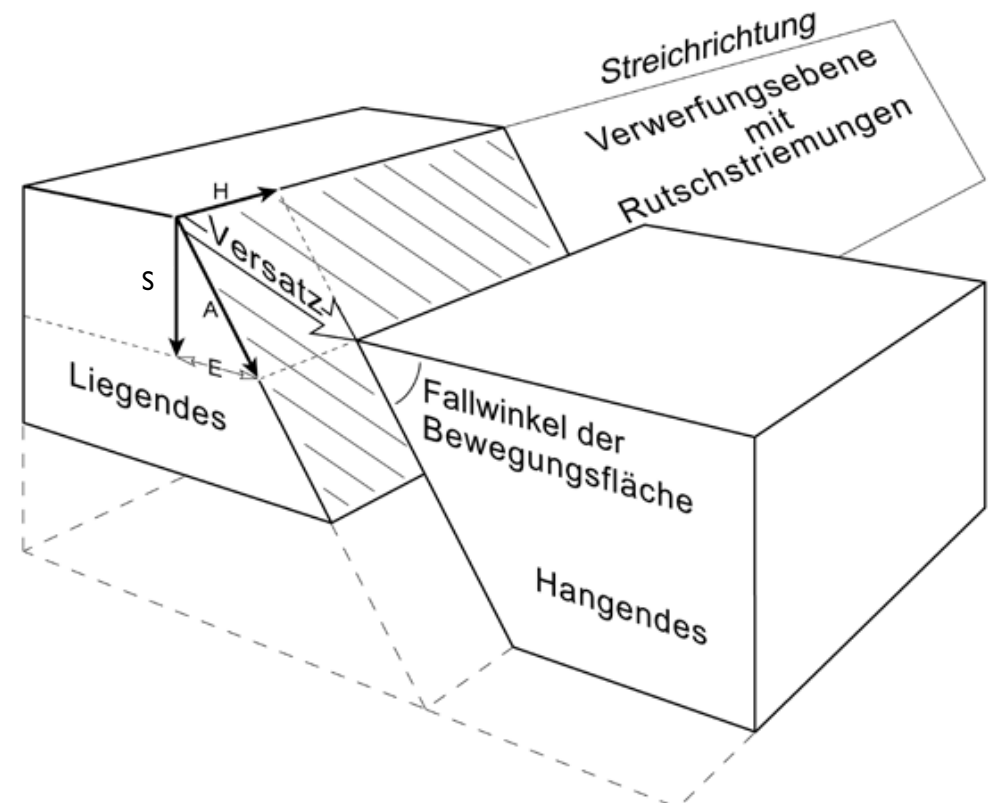 Streichrichtung
Verwerfungsebene
mit
Rutschstriemungen
H
Versatz
S
A
E
Liegendes
Fallwinkel der
Bewegungsfläche
Hangendes